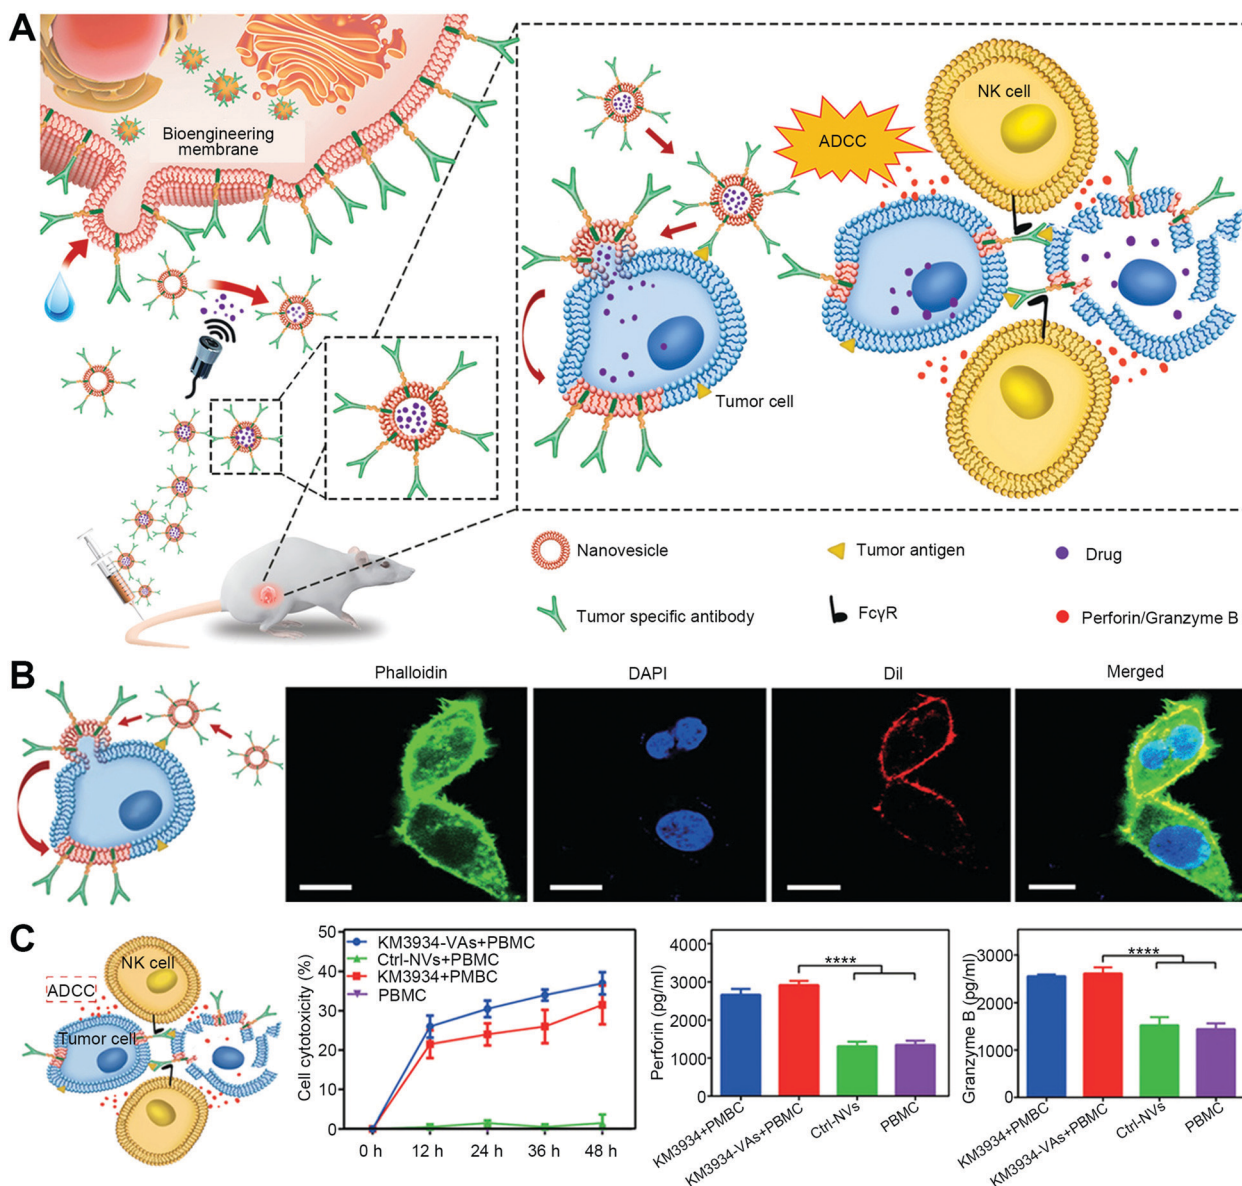 A
Bioengineering
membrane
ADCC
NK cell
Tumor cell
Nanovesicle
Tumor antigen
Drug
Tumor specific antibody
FcγR
Perforin/Granzyme B
B
Phalloidin
DAPI
Dil
Merged
C
NK cell
ADCC
Tumor cell
Cell cytotoxicity (%)
50
40
30
20
10
0
KM3934-VAs+PBMC
Ctrl-NVs+PBMC
KM3934+PMBC
PBMC
0 h
12 h
24 h
36 h
48 h
Perforin (pg/ml)
4000
3000
2000
1000
0
****
KM3934+PMBC
KM3934-VAs+PBMC
Ctrl-NVs
PBMC
Granzyme B (pg/ml)
3000
2000
1000
0
****
KM3934+PMBC
KM3934-VAs+PBMC
Ctrl-NVs
PBMC